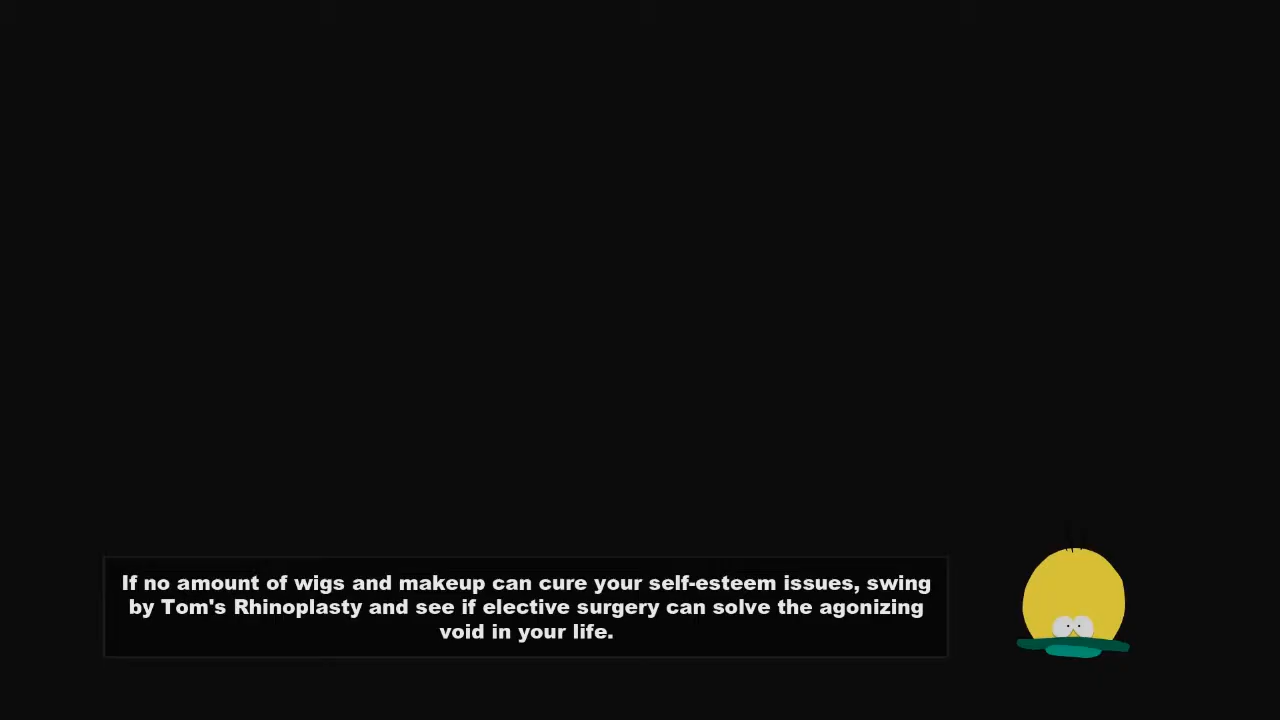 If no amount of wigs and makeup can cure your self-esteem issues, swing
by Tom's Rhinoplasty and see if elective surgery can solve the agonizing
void in your life.